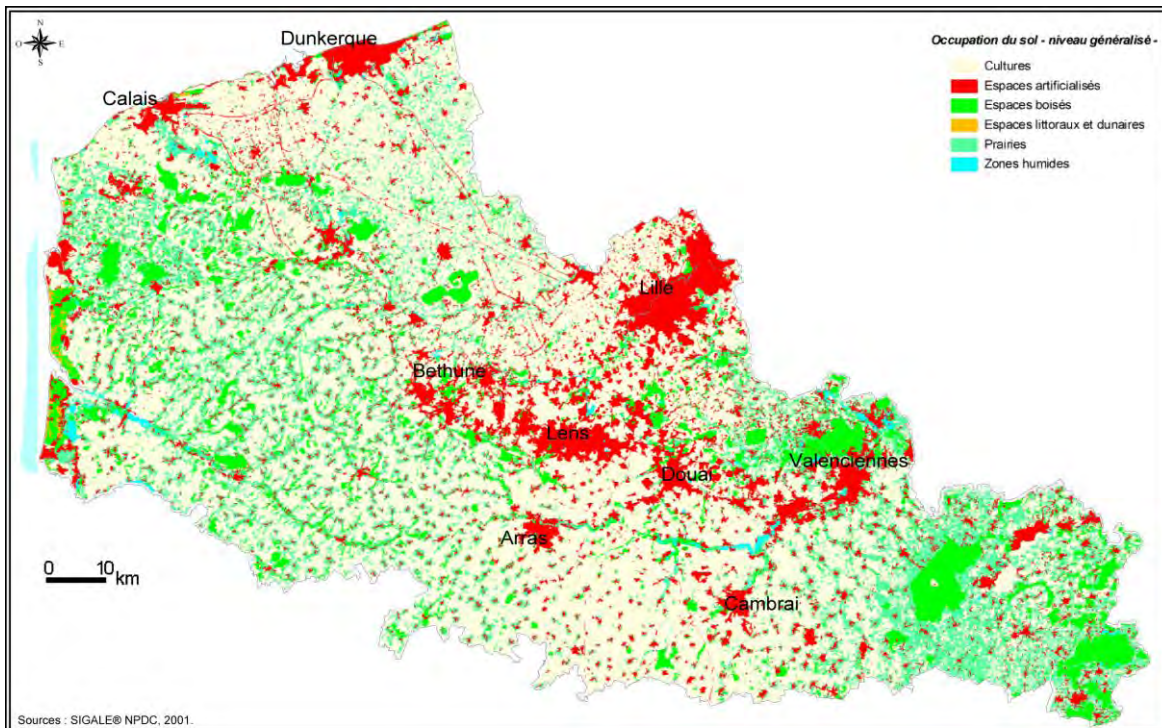 N
O E
S
Dunkerque
Calais
Occupation du sol - niveau généralisé -
Cultures
Espaces artificialisés
Espaces boisés
Espaces littoraux et dunaires
Prairies
Zones humides
Lille
Bethune
Lens
Douai
Valenciennes
Arras
Cambrai
0 10 km
Sources : SIGALE® NPDC, 2001.